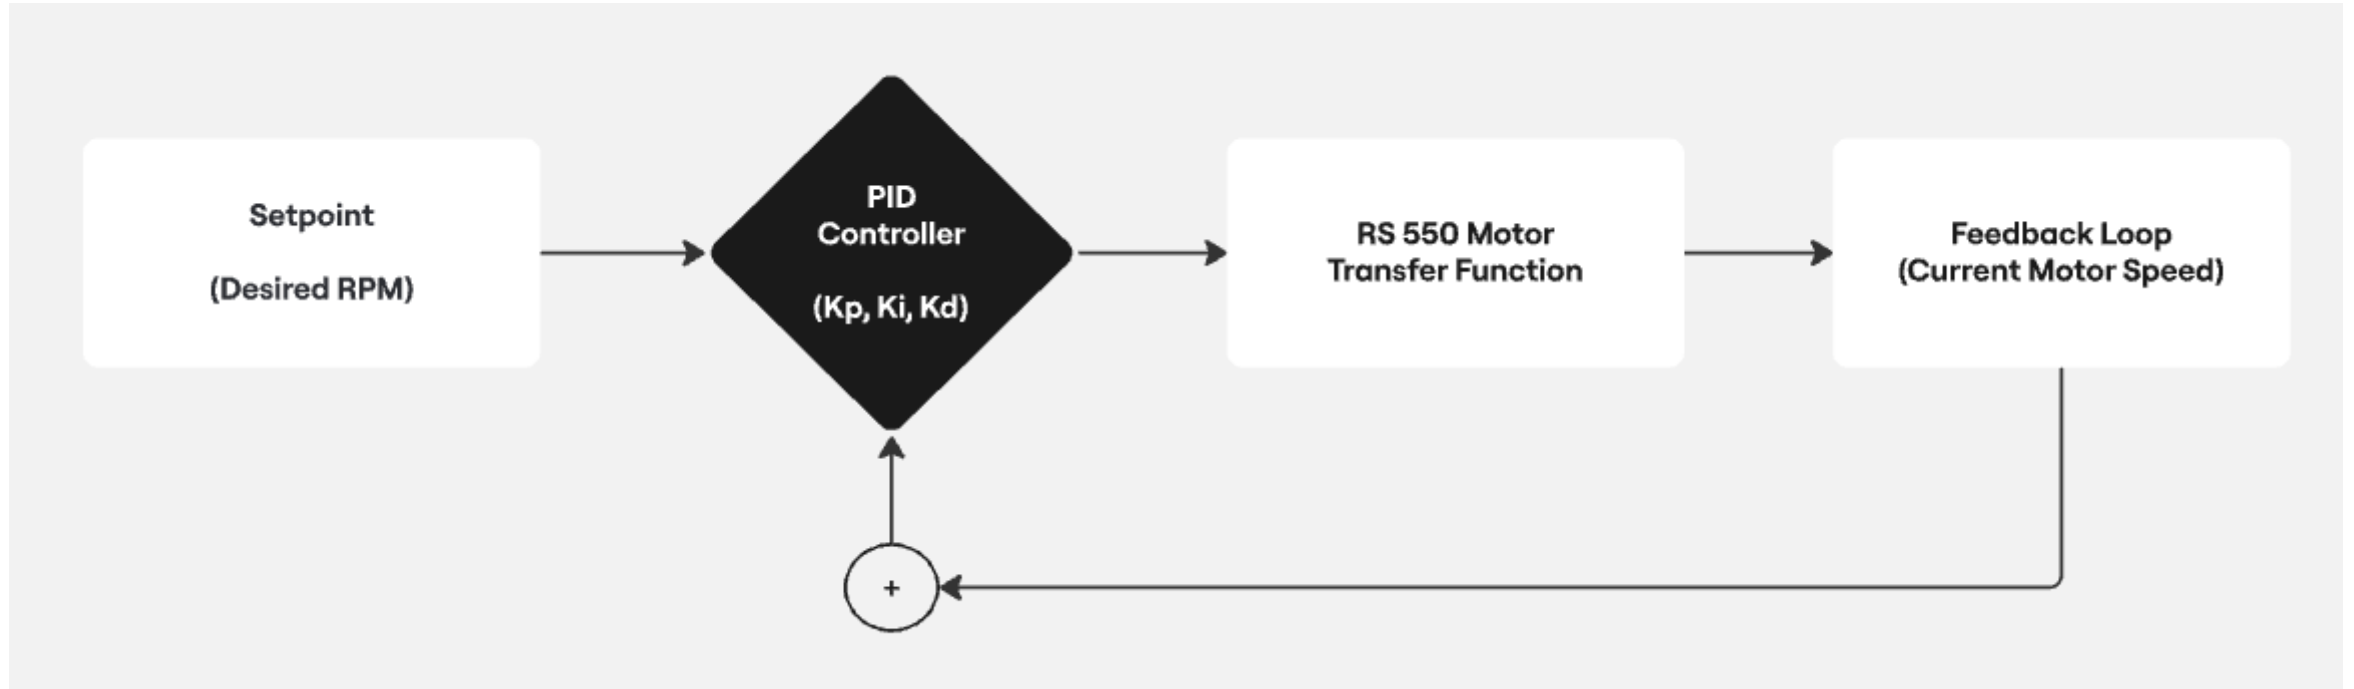 Setpoint
(Desired RPM)
PID
Controller
(Kp, Ki, Kd)
RS 550 Motor
Transfer Function
Feedback Loop
(Current Motor Speed)
+